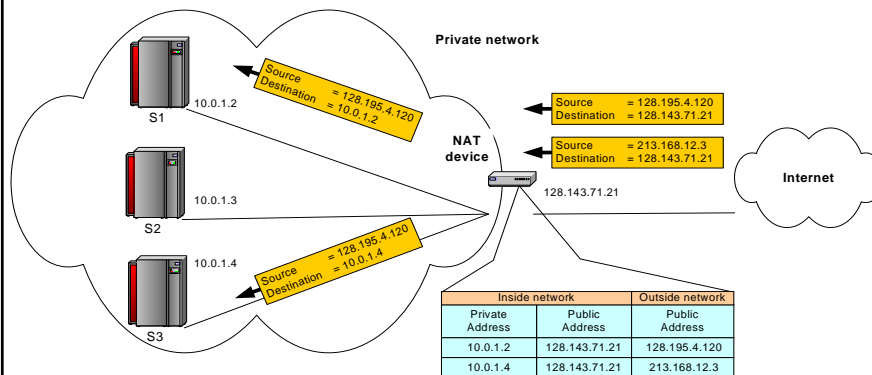 Private network
Source = 128.195.4.120
Destination = 10.0.1.2
10.0.1.2
S1
Source = 128.195.4.120
Destination = 128.143.71.21
NAT
device
Source = 213.168.12.3
Destination = 128.143.71.21
Internet
128.143.71.21
10.0.1.3
S2
Source = 128.195.4.120
Destination = 10.0.1.4
10.0.1.4
S3
Inside network Outside network
Private Address Public Address Public Address
10.0.1.2 128.143.71.21 128.195.4.120
10.0.1.4 128.143.71.21 213.168.12.3